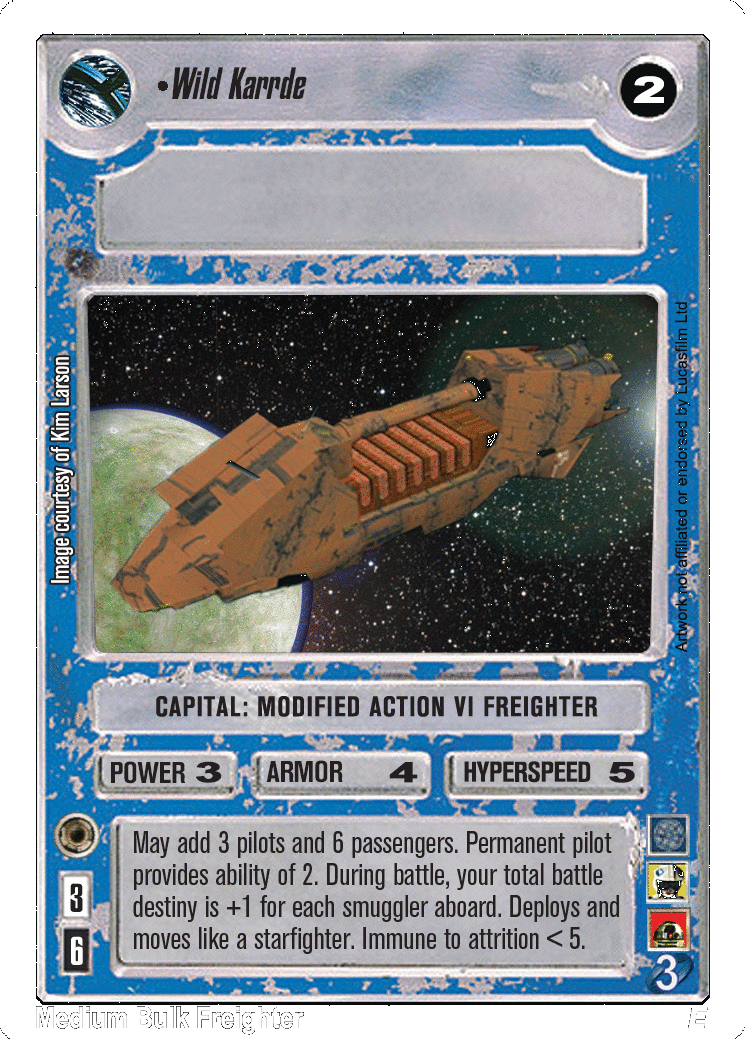 •Wild Karrde
2
Image courtesy of Kim Larson
Artwork not affiliated or endorsed by Lucasfilm Ltd
CAPITAL: MODIFIED ACTION VI FREIGHTER
POWER 3
ARMOR 4
HYPERSPEED 5
May add 3 pilots and 6 passengers. Permanent pilot
provides ability of 2. During battle, your total battle
destiny is +1 for each smuggler aboard. Deploys and
moves like a starfighter. Immune to attrition < 5.
3
6
3
Medium Bulk Freighter
E